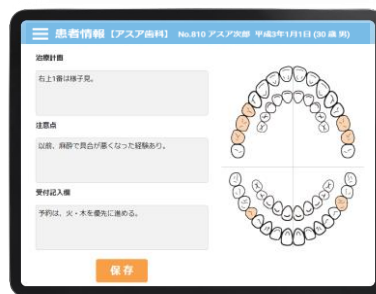 患者情報【アスア歯科】 No.810 アスア次郎 平成3年1月1日(30歳 男)
治療計画
右上1番は様子見。
注意点
以前、麻酔で具合が悪くなった経験あり。
受付記入欄
予約は、火・木を優先に進める。
保存